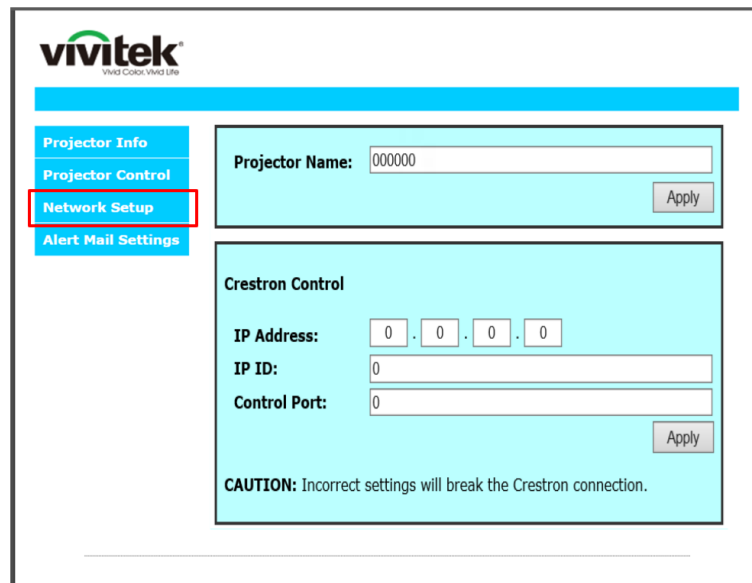 vivitek®
Vivid Color, Vivid Life
Projector Info
Projector Control
Network Setup
Alert Mail Settings
Projector Name: 000000
Apply
Crestron Control
IP Address: 0 . 0 . 0 . 0
IP ID: 0
Control Port: 0
Apply
CAUTION: Incorrect settings will break the Crestron connection.